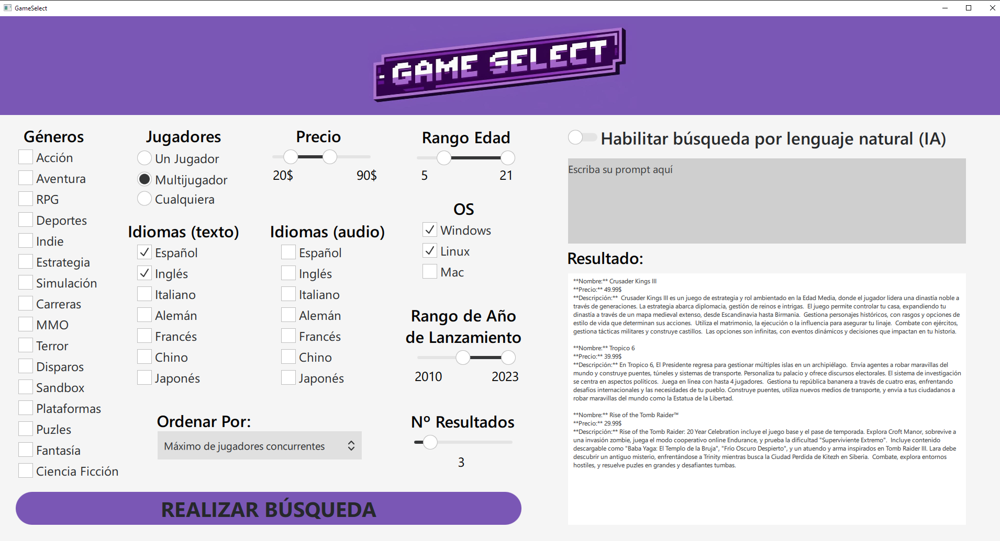 GameSelect
GAME SELECT
Géneros
Acción
Aventura
RPG
Deportes
Indie
Estrategia
Simulación
Carreras
MMO
Terror
Disparos
Sandbox
Plataformas
Puzles
Fantasía
Ciencia Ficción
Jugadores
Un Jugador
Multijugador
Cualquiera
Precio
20$ 90$
Rango Edad
5 21
Idiomas (texto)
Español
Inglés
Italiano
Alemán
Francés
Chino
Japonés
Idiomas (audio)
Español
Inglés
Italiano
Alemán
Francés
Chino
Japonés
OS
Windows
Linux
Mac
Rango de Año
de Lanzamiento
2010 2023
Ordenar Por:
Máximo de jugadores concurrentes
Nº Resultados
3
REALIZAR BÚSQUEDA
Habilitar búsqueda por lenguaje natural (IA)
Escriba su prompt aquí
Resultado:
**Nombre:** Crusader Kings III
**Precio:** 49.99$
**Descripción:** Crusader Kings III es un juego de estrategia y rol ambientado en la Edad Media, donde el jugador lidera una dinastía noble a
través de generaciones. La estrategia abarca diplomacia, gestión de reinos e intrigas. El juego permite controlar tu casa, expandiendo tu
dinastía a través de un mapa medieval extenso, desde Escandinavia hasta Birmania. Gestiona personajes históricos, con rasgos y opciones de
estilo de vida que determinan sus acciones. Utiliza el matrimonio, la ejecución o la influencia para asegurar tu linaje. Combate con ejércitos,
gestiona tácticas militares y construye castillos. Las opciones son infinitas, con eventos dinámicos y decisiones que impactan en tu historia.
**Nombre:** Tropico 6
**Precio:** 39.99$
**Descripción:** En Tropico 6, El Presidente regresa para gestionar múltiples islas en un archipiélago. Envía agentes a robar maravillas del
mundo y construye puentes, túneles y sistemas de transporte. Personaliza tu palacio y ofrece discursos electorales. El sistema de investigación
se centra en aspectos políticos. Juega en línea con hasta 4 jugadores. Gestiona tu república bananera a través de cuatro eras, enfrentando
desafíos internacionales y las necesidades de tu pueblo. Construye puentes, utiliza nuevos medios de transporte, y envía a tus ciudadanos a
robar maravillas del mundo como la Estatua de la Libertad.
**Nombre:** Rise of the Tomb Raider™
**Precio:** 29.99$
**Descripción:** Rise of the Tomb Raider: 20 Year Celebration incluye el juego base y el pase de temporada. Explora Croft Manor, sobrevive a
una invasión zombie, juega el modo cooperativo online Endurance, y prueba la dificultad "Superviviente Extremo". Incluye contenido
descargable como "Baba Yaga: El Templo de la Bruja", "Frío Oscuro Despierto", y un atuendo y arma inspirados en Tomb Raider III. Lara debe
descubrir un antiguo misterio, enfrentándose a Trinity mientras busca la Ciudad Perdida de Kitezh en Siberia. Combate, explora entornos
hostiles, y resuelve puzles en grandes y desafiantes tumbas.